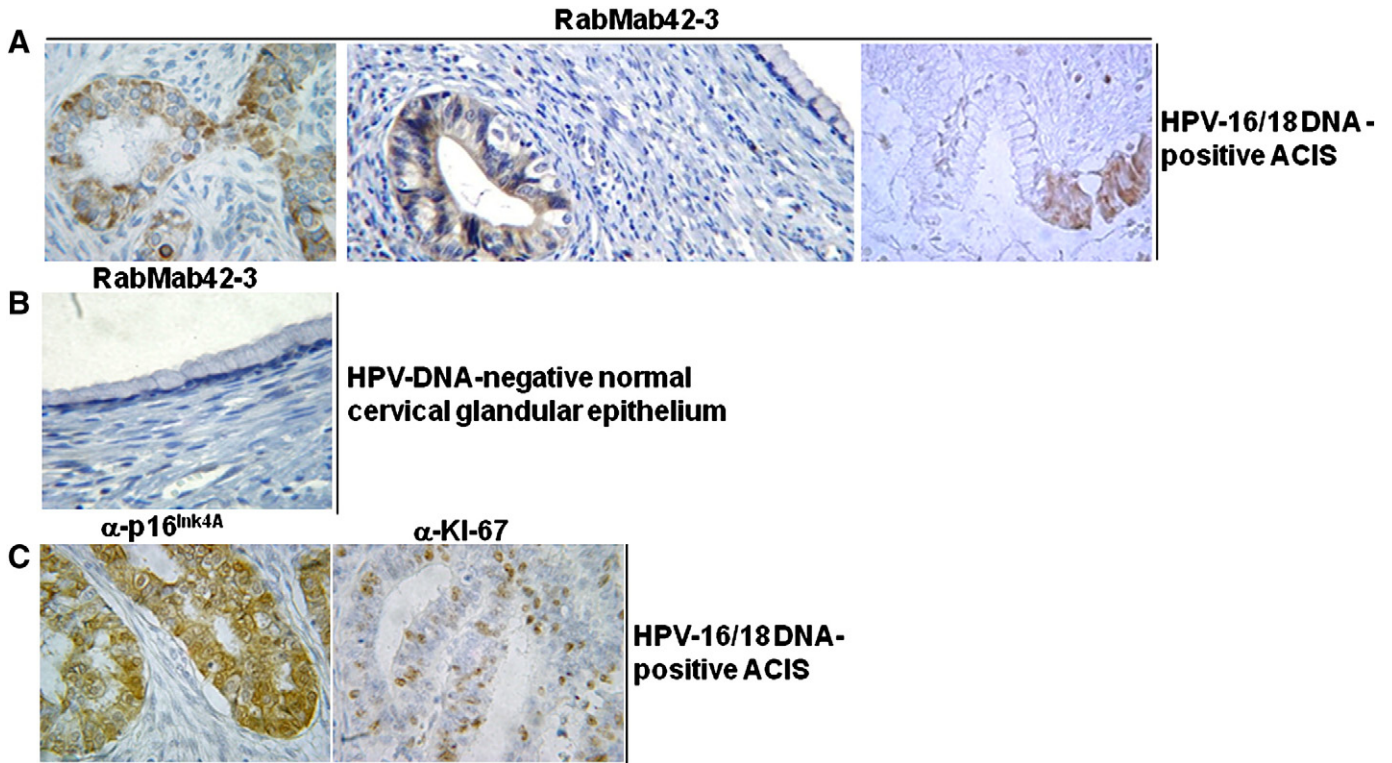 RabMab42-3
A
HPV-16/18 DNA-
positive ACIS
RabMab42-3
B
HPV-DNA-negative normal
cervical glandular epithelium
α-p16Ink4A
α-KI-67
C
HPV-16/18 DNA-
positive ACIS